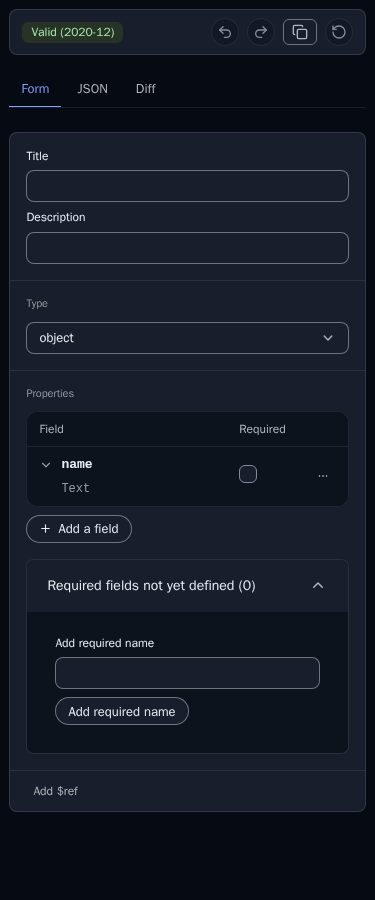 Valid (2020-12)
Form JSON Diff
Title
Description
Type
object
Properties
Field Required
name
Text
...
+ Add a field
Required fields not yet defined (0)
Add required name
Add required name
Add $ref